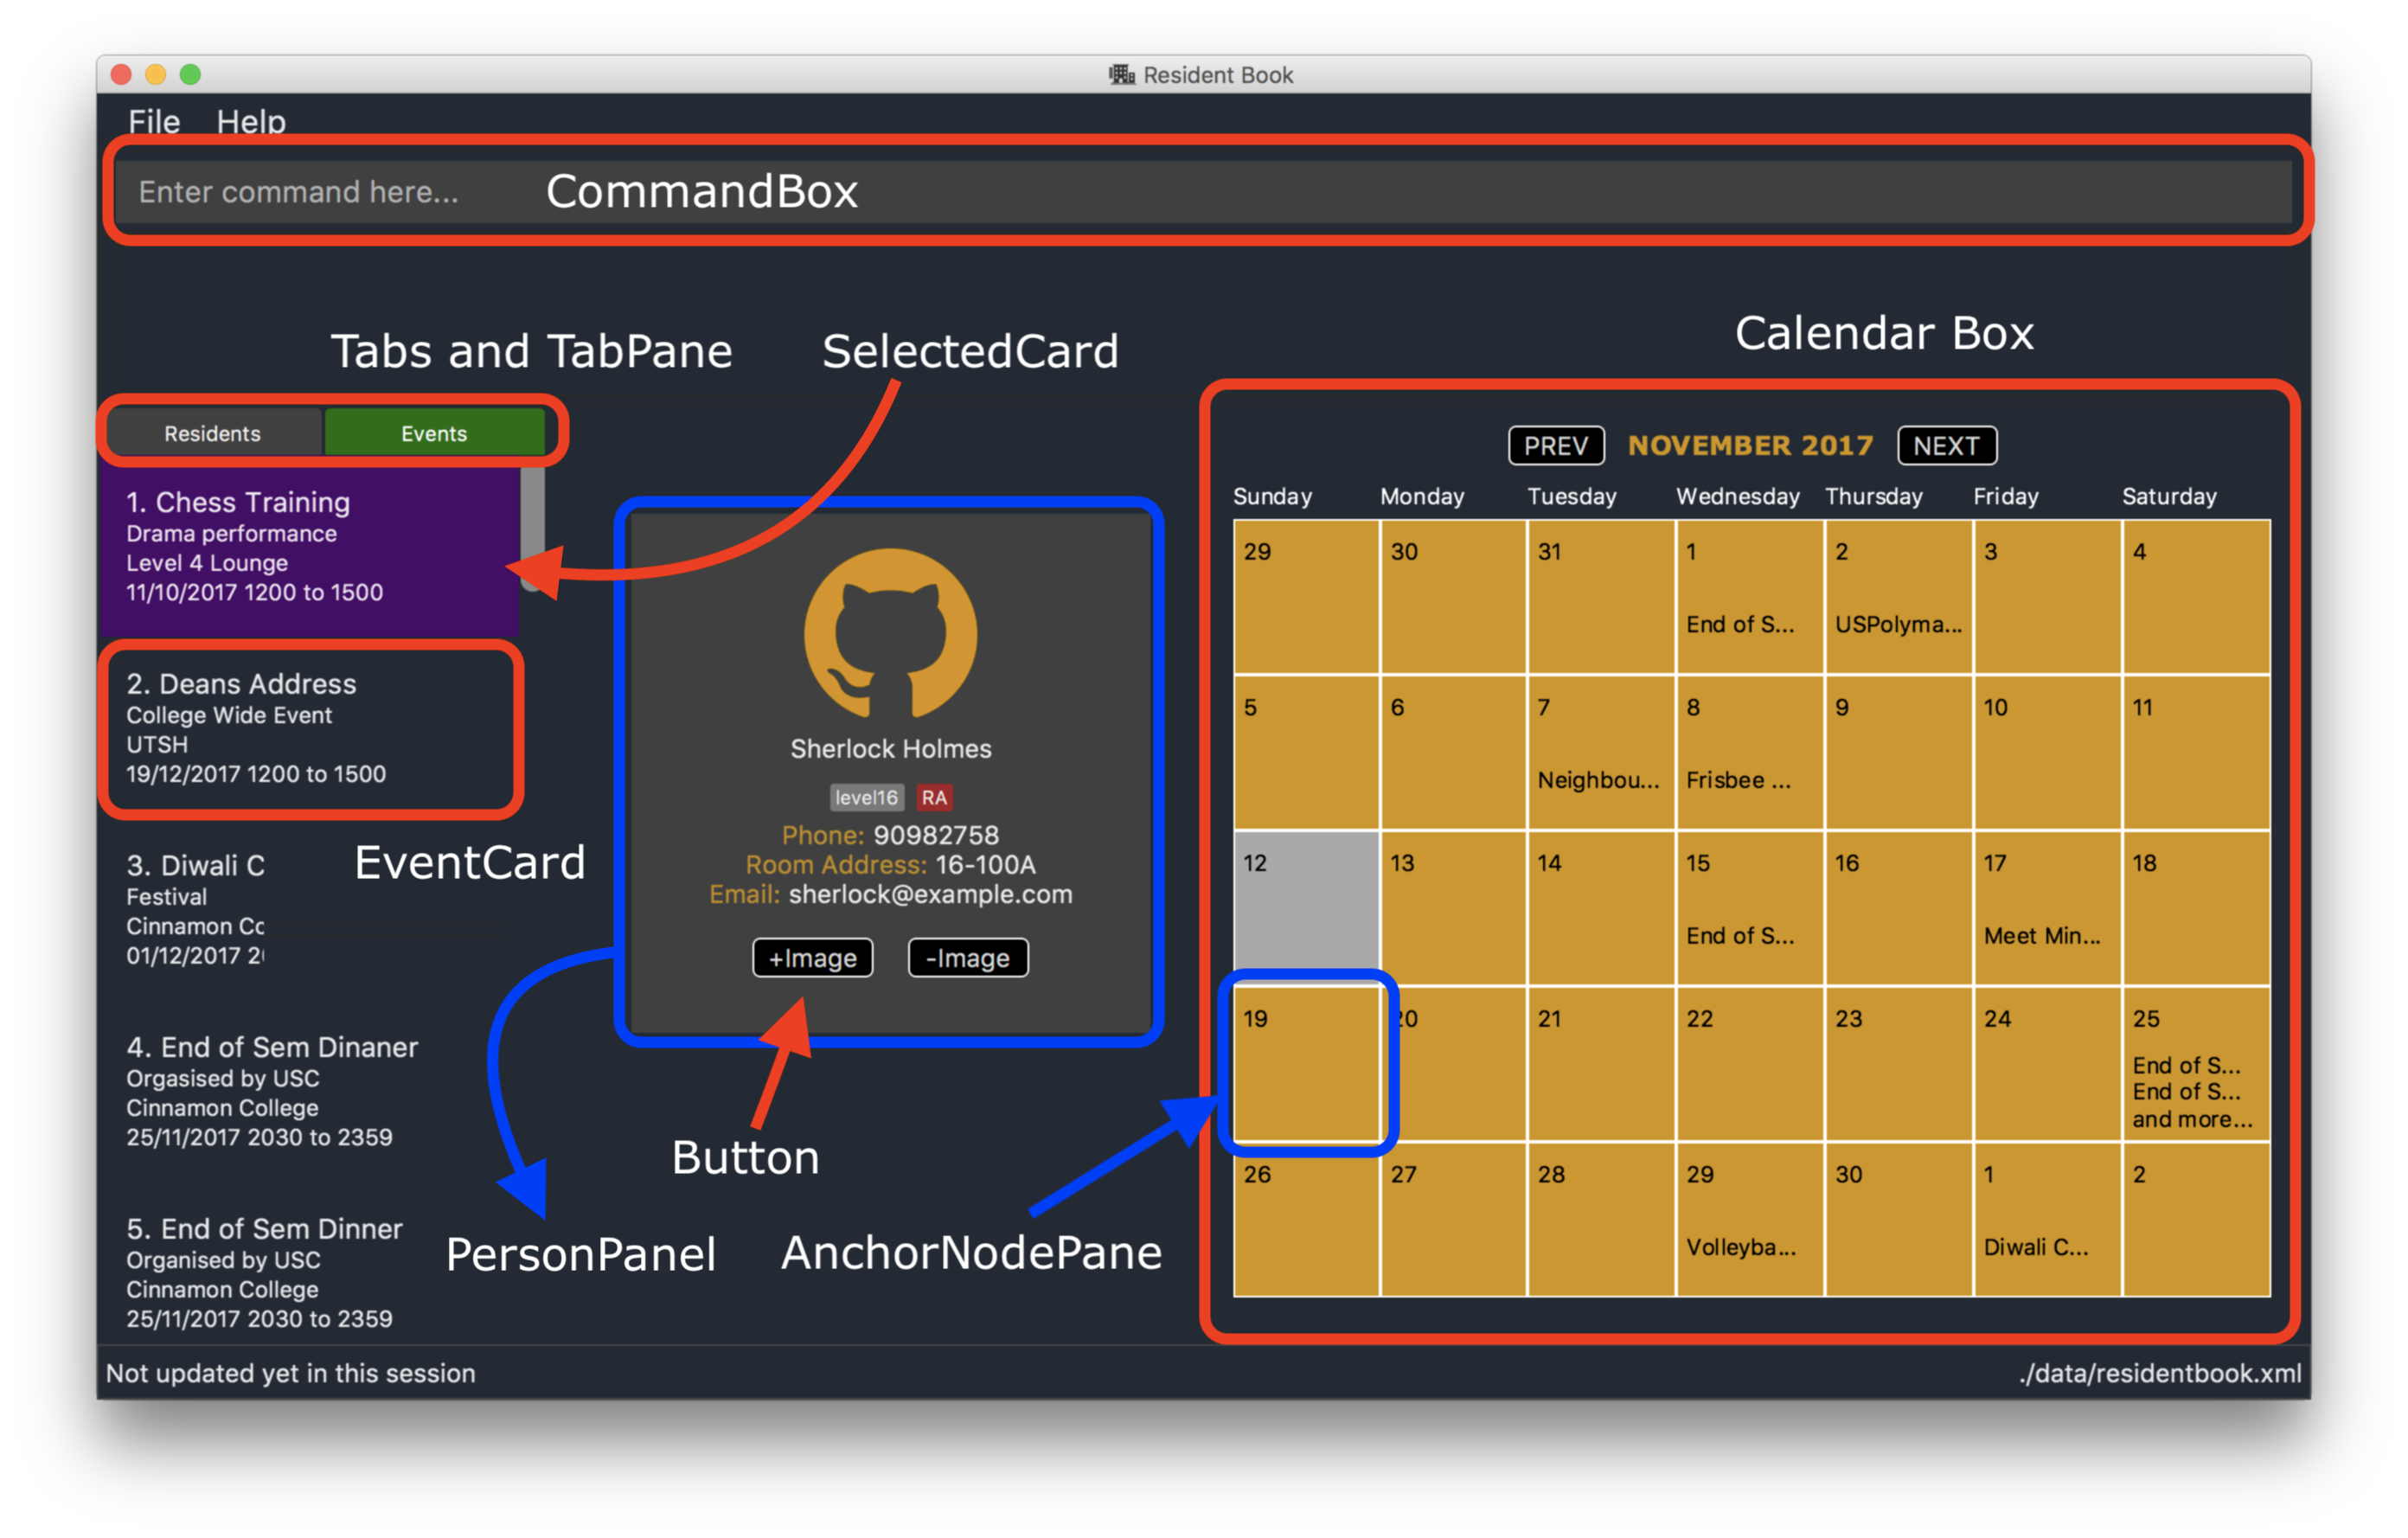 Resident Book
File Help
Enter command here... CommandBox
Tabs and TabPane
SelectedCard
Calendar Box
Residents Events
1. Chess Training
Drama performance
Level 4 Lounge
11/10/2017 1200 to 1500
2. Deans Address
College Wide Event
UTSH
19/12/2017 1200 to 1500
EventCard
3. Diwali C
Festival
Cinnamon Cc
01/12/2017 2
4. End of Sem Dinaner
Orgasised by USC
Cinnamon College
25/11/2017 2030 to 2359
5. End of Sem Dinner
Organised by USC
Cinnamon College
25/11/2017 2030 to 2359
Sherlock Holmes
level16 RA
Phone: 90982758
Room Address: 16-100A
Email: sherlock@example.com
+Image -Image
Button
PersonPanel
AnchorNodePane
PREV NOVEMBER 2017 NEXT
Sunday Monday Tuesday Wednesday Thursday Friday Saturday
29 30 31 1 2 3 4
End of S... USPolyma...
5 6 7 8 9 10 11
Neighbou... Frisbee ...
12 13 14 15 16 17 18
End of S... Meet Min...
19 20 21 22 23 24 25
End of S...
End of S...
and more...
26 27 28 29 30 1 2
Volleyba... Diwali C...
Not updated yet in this session
./data/residentbook.xml